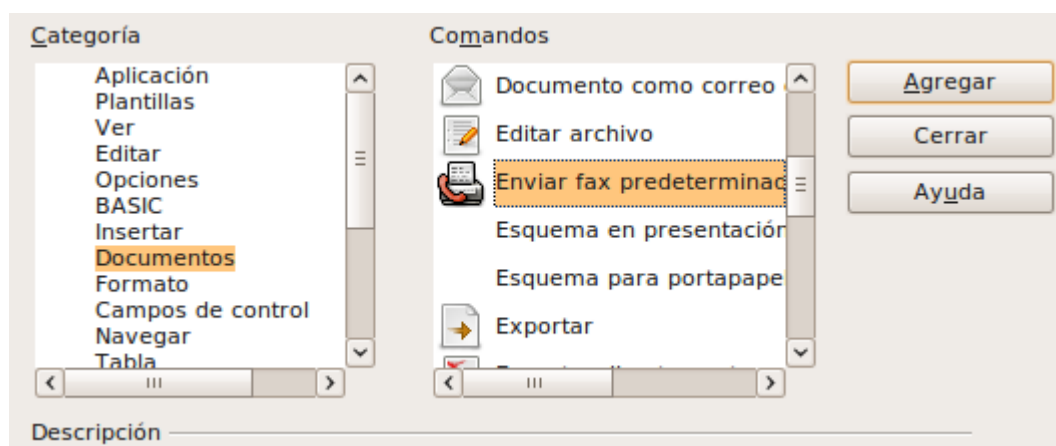 Categoría
Aplicación
Plantillas
Ver
Editar
Opciones
BASIC
Insertar
Documentos
Formato
Campos de control
Navegar
Tabla
Comandos
Documento como correo
Editar archivo
Enviar fax predeterminad
Esquema en presentación
Esquema para portapape
Exportar
Agregar
Cerrar
Ayuda
Descripción